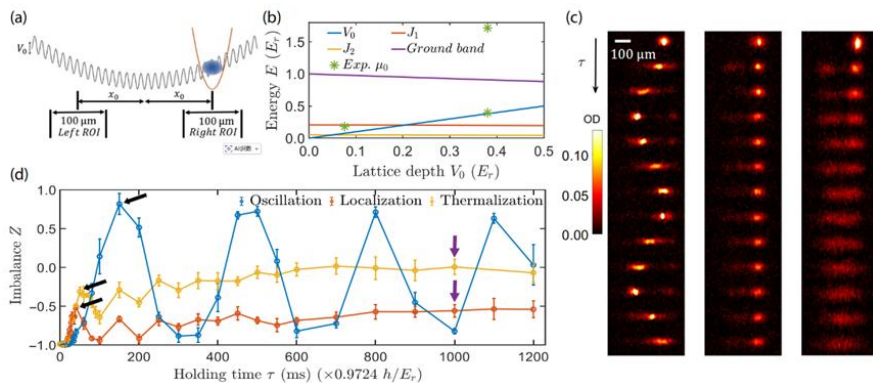 (a)
V₀
x₀ x₀
100 μm 100 μm
Left ROI Right ROI
AI识图
(b)
Energy E (Eᵣ)
1.5
1.0
0.5
0
V₀ J₁
J₂ Ground band
Exp. μ₀
0.0 0.1 0.2 0.3 0.4 0.5
Lattice depth V₀ (Eᵣ)
(c)
100 μm
τ
OD
0.10
0.05
0.00
(d)
Imbalance Z
1.0
0.5
0.0
-0.5
-1.0
Oscillation Localization Thermalization
0 200 400 600 800 1000 1200
Holding time τ (ms) (×0.9724 h/Eᵣ)